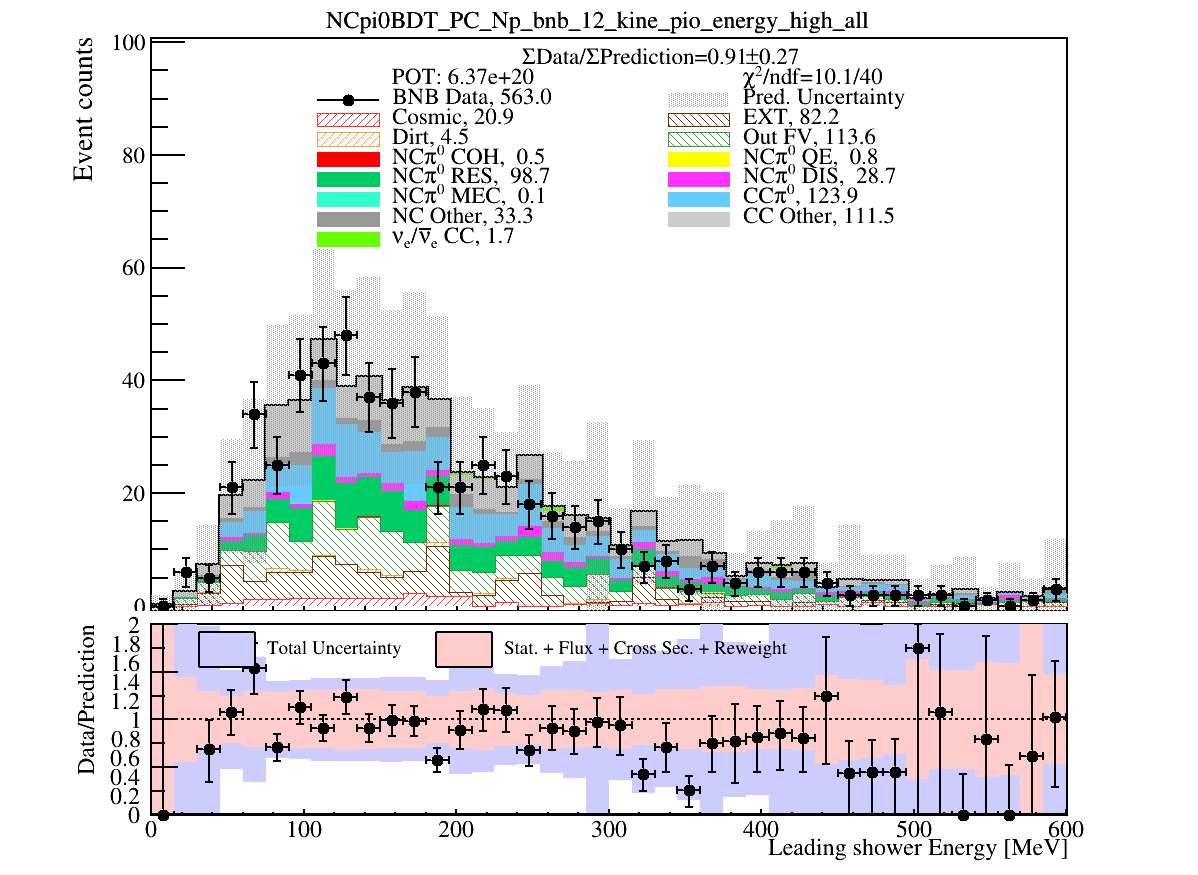 NCpi0BDT_PC_Np_bnb_12_kine_pio_energy_high_all
ΣData/ΣPrediction=0.91±0.27
POT: 6.37e+20
χ²/ndf=10.1/40
BNB Data, 563.0
Pred. Uncertainty
Cosmic, 20.9
EXT, 82.2
Dirt, 4.5
Out FV, 113.6
NCπ⁰ COH, 0.5
NCπ⁰ QE, 0.8
NCπ⁰ RES, 98.7
NCπ⁰ DIS, 28.7
NCπ⁰ MEC, 0.1
CCπ⁰, 123.9
NC Other, 33.3
CC Other, 111.5
νₑ/ν̅ₑ CC, 1.7
Event counts
100
80
60
40
20
0
Total Uncertainty
Stat. + Flux + Cross Sec. + Reweight
Data/Prediction
2
1.8
1.6
1.4
1.2
1
0.8
0.6
0.4
0.2
0
0 100 200 300 400 500 600
Leading shower Energy [MeV]